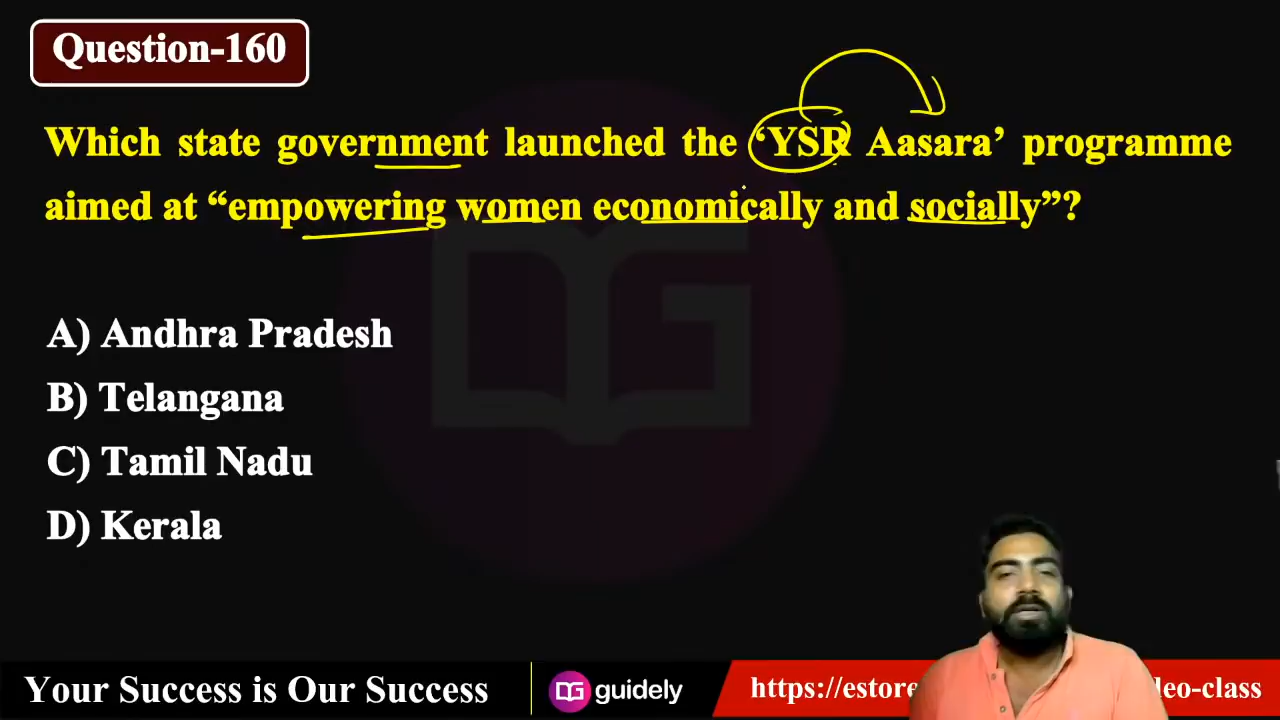 Question-160
Which state government launched the ‘YSR Aasara’ programme
aimed at “empowering women economically and socially”?
A) Andhra Pradesh
B) Telangana
C) Tamil Nadu
D) Kerala
Your Success is Our Success
guidely
https://estore
leo-class